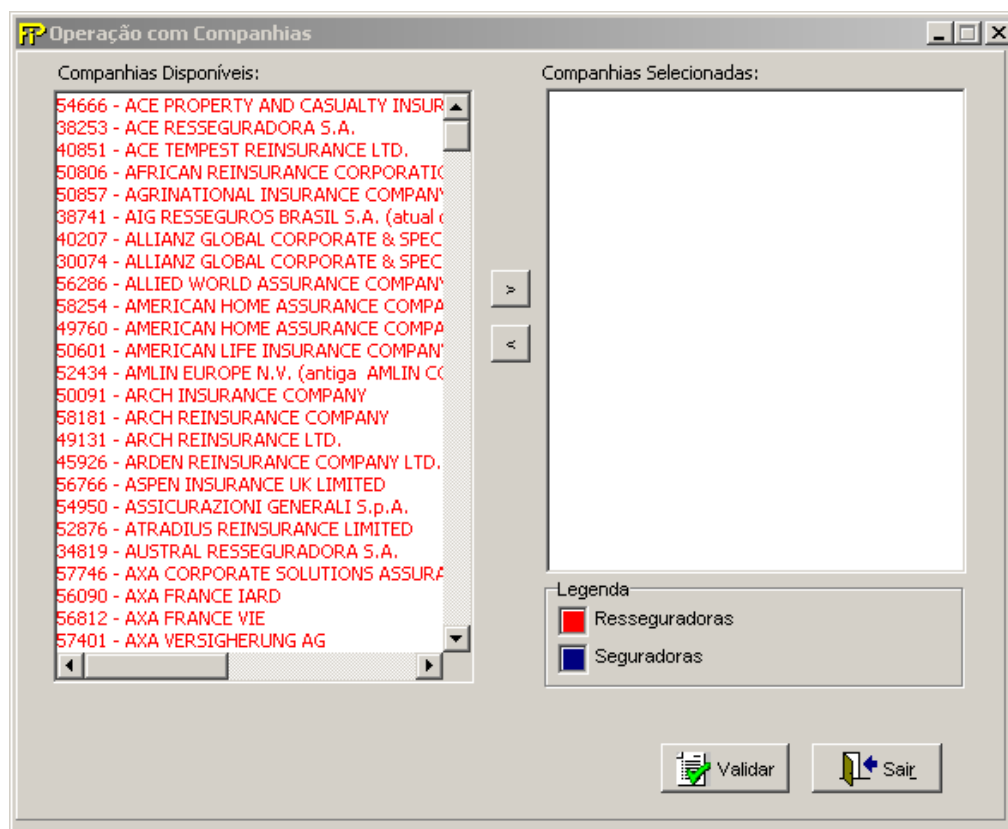 FIP Operação com Companhias
Companhias Disponíveis:
54666 - ACE PROPERTY AND CASUALTY INSUR
38253 - ACE RESSEGURADORA S.A.
40851 - ACE TEMPEST REINSURANCE LTD.
50806 - AFRICAN REINSURANCE CORPORATIO
50857 - AGRINATIONAL INSURANCE COMPANY
38741 - AIG RESSEGUROS BRASIL S.A. (atual d
40207 - ALLIANZ GLOBAL CORPORATE & SPEC
30074 - ALLIANZ GLOBAL CORPORATE & SPEC
56286 - ALLIED WORLD ASSURANCE COMPANY
58254 - AMERICAN HOME ASSURANCE COMPA
49760 - AMERICAN HOME ASSURANCE COMPA
50601 - AMERICAN LIFE INSURANCE COMPANY
52434 - AMLIN EUROPE N.V. (antiga  AMLIN CO
50091 - ARCH INSURANCE COMPANY
58181 - ARCH REINSURANCE COMPANY
49131 - ARCH REINSURANCE LTD.
45926 - ARDEN REINSURANCE COMPANY LTD.
56766 - ASPEN INSURANCE UK LIMITED
54950 - ASSICURAZIONI GENERALI S.p.A.
52876 - ATRADIUS REINSURANCE LIMITED
34819 - AUSTRAL RESSEGURADORA S.A.
57746 - AXA CORPORATE SOLUTIONS ASSURA
56090 - AXA FRANCE IARD
56812 - AXA FRANCE VIE
57401 - AXA VERSIGHERUNG AG
>
<
Companhias Selecionadas:
Legenda
Resseguradoras
Seguradoras
Validar
Sair